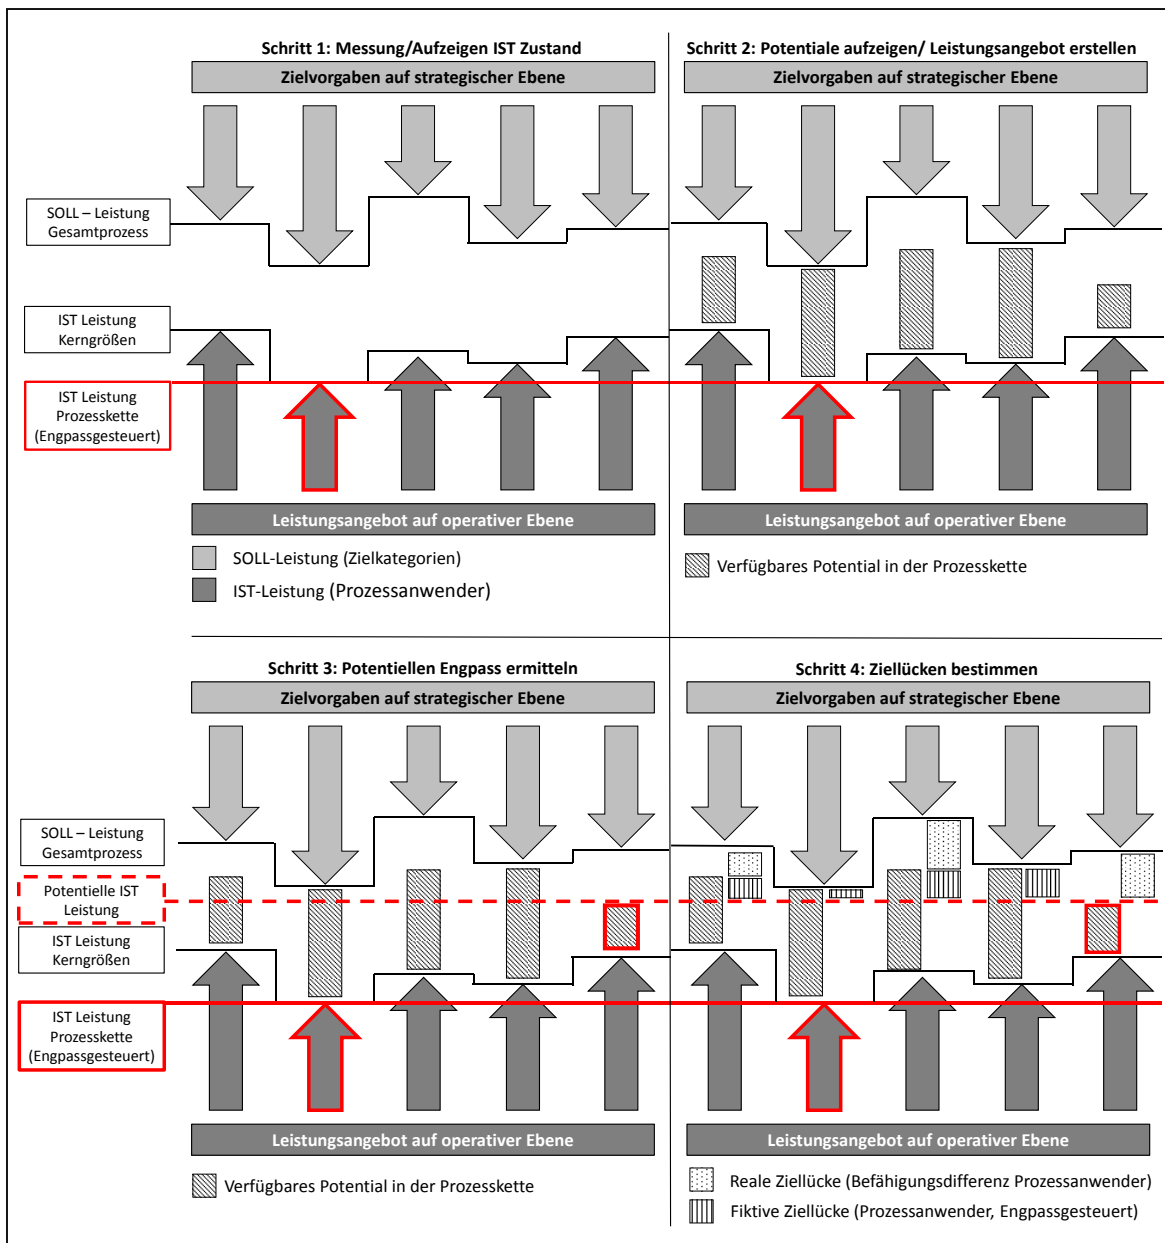 Schritt 1: Messung/Aufzeigen IST Zustand
Zielvorgaben auf strategischer Ebene
SOLL – Leistung
Gesamtprozess
IST Leistung
Kerngrößen
IST Leistung
Prozesskette
(Engpassgesteuert)
Leistungsangebot auf operativer Ebene
SOLL-Leistung (Zielkategorien)
IST-Leistung (Prozessanwender)
Schritt 2: Potentiale aufzeigen/ Leistungsangebot erstellen
Zielvorgaben auf strategischer Ebene
Leistungsangebot auf operativer Ebene
Verfügbares Potential in der Prozesskette
Schritt 3: Potentiellen Engpass ermitteln
Zielvorgaben auf strategischer Ebene
SOLL – Leistung
Gesamtprozess
Potentielle IST
Leistung
IST Leistung
Kerngrößen
IST Leistung
Prozesskette
(Engpassgesteuert)
Leistungsangebot auf operativer Ebene
Verfügbares Potential in der Prozesskette
Schritt 4: Ziellücken bestimmen
Zielvorgaben auf strategischer Ebene
Leistungsangebot auf operativer Ebene
Reale Ziellücke (Befähigungsdifferenz Prozessanwender)
Fiktive Ziellücke (Prozessanwender, Engpassgesteuert)